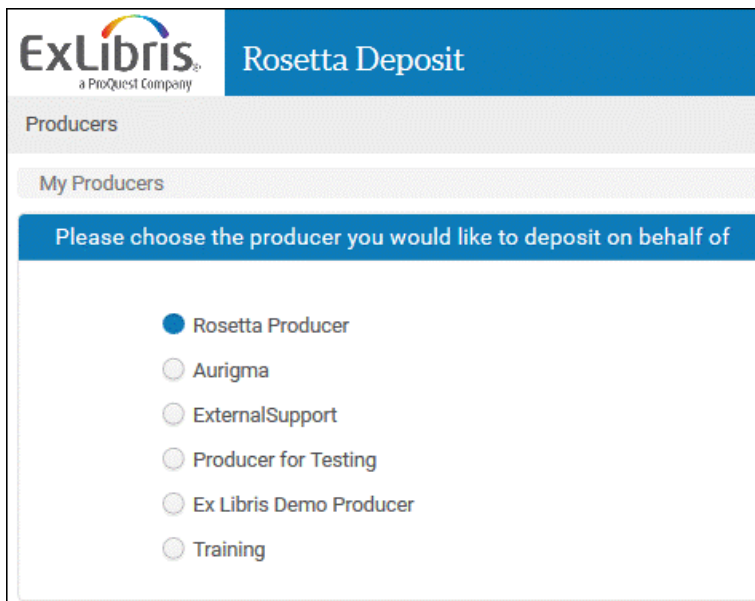 ExLibris®
a ProQuest Company
Rosetta Deposit
Producers
My Producers
Please choose the producer you would like to deposit on behalf of
Rosetta Producer
Aurigma
ExternalSupport
Producer for Testing
Ex Libris Demo Producer
Training